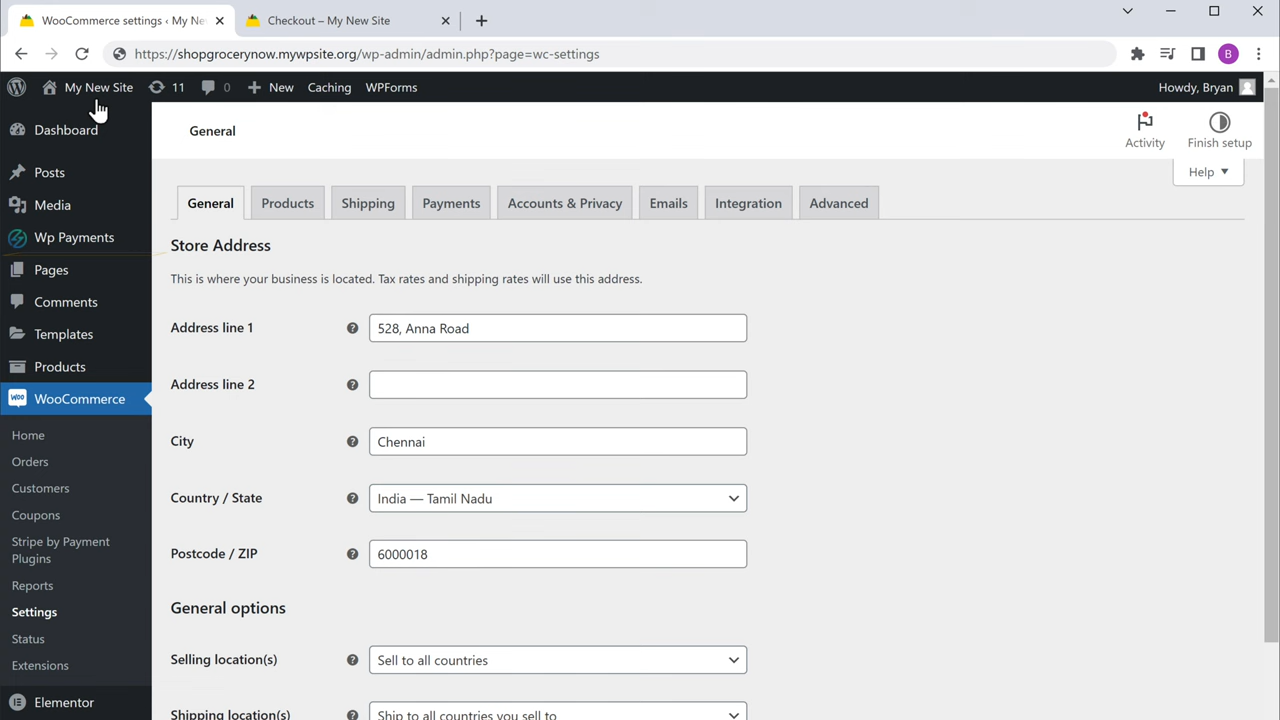 WooCommerce settings ‹ My Ne
Checkout – My New Site
https://shopgrocerynow.mywpsite.org/wp-admin/admin.php?page=wc-settings
B
My New Site
11
0
New
Caching
WPForms
Howdy, Bryan
Dashboard
Posts
Media
Wp Payments
Pages
Comments
Templates
Products
woo
WooCommerce
Home
Orders
Customers
Coupons
Stripe by Payment
Plugins
Reports
Settings
Status
Extensions
Elementor
General
Activity
Finish setup
Help
General
Products
Shipping
Payments
Accounts & Privacy
Emails
Integration
Advanced
Store Address
This is where your business is located. Tax rates and shipping rates will use this address.
Address line 1
528, Anna Road
Address line 2
City
Chennai
Country / State
India — Tamil Nadu
Postcode / ZIP
6000018
General options
Selling location(s)
Sell to all countries
Shipping location(s)
Ship to all countries you sell to